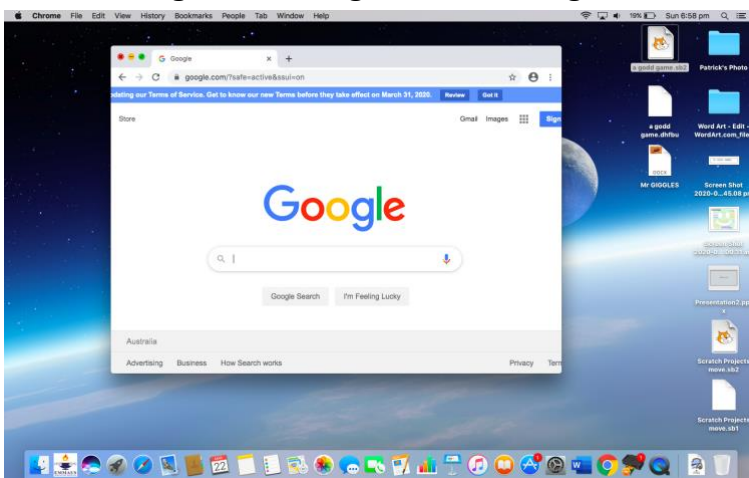 Chrome File Edit View History Bookmarks People Tab Window Help 19% Sun 6:58 pm
Google
google.com/?safe=active&ssui=on
dating our Terms of Service. Get to know our new Terms before they take effect on March 31, 2020. Review Got it
Store Gmail Images Sign
Google
Google Search I'm Feeling Lucky
Australia
Advertising Business How Search works Privacy Tern
a godd game.sb2
Patrick's Photo
a godd
game.dhfbu
Word Art - Edit -
WordArt.com_file
DOCX
Mr GIGGLES
Screen Shot
2020-0...45.08 pm
Presentation2.pp
x
Scratch Projects
move.sb2
Scratch Projects
move.sb1
22